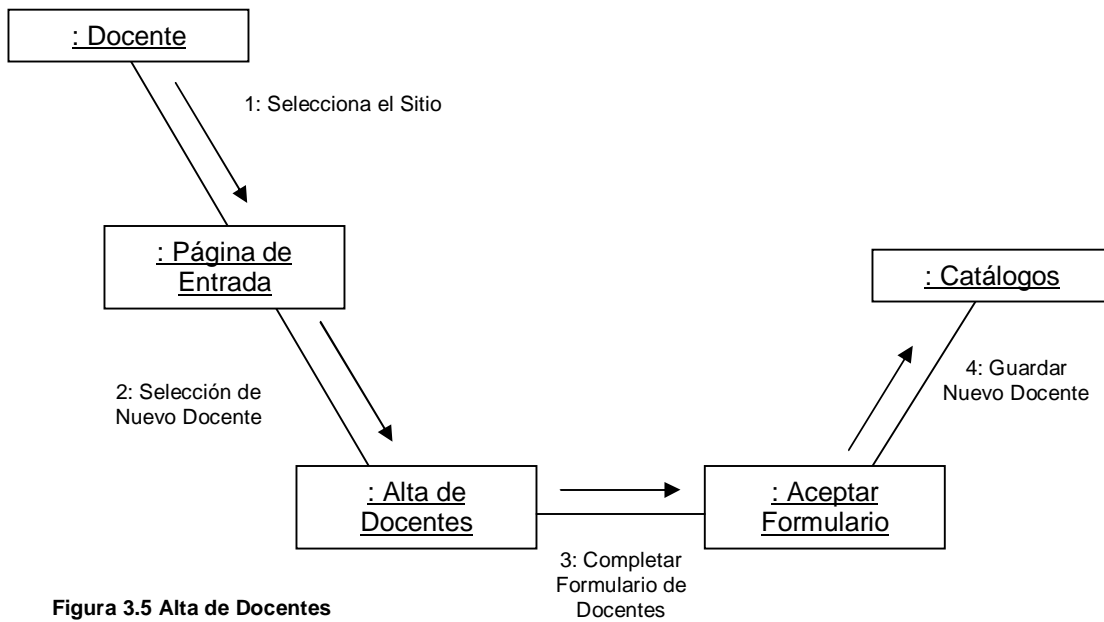 : Docente
1: Selecciona el Sitio
: Página de
Entrada
: Catálogos
2: Selección de
Nuevo Docente
4: Guardar
Nuevo Docente
: Alta de
Docentes
: Aceptar
Formulario
3: Completar
Formulario de
Docentes
Figura 3.5 Alta de Docentes